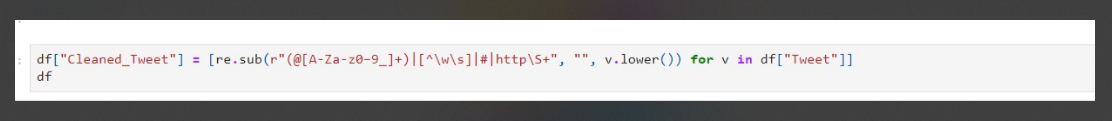 df["Cleaned_Tweet"] = [re.sub(r"(@[A-Za-z0-9_]+)|[^\w\s]|#|http\S+", "", v.lower()) for v in df["Tweet"]]
df